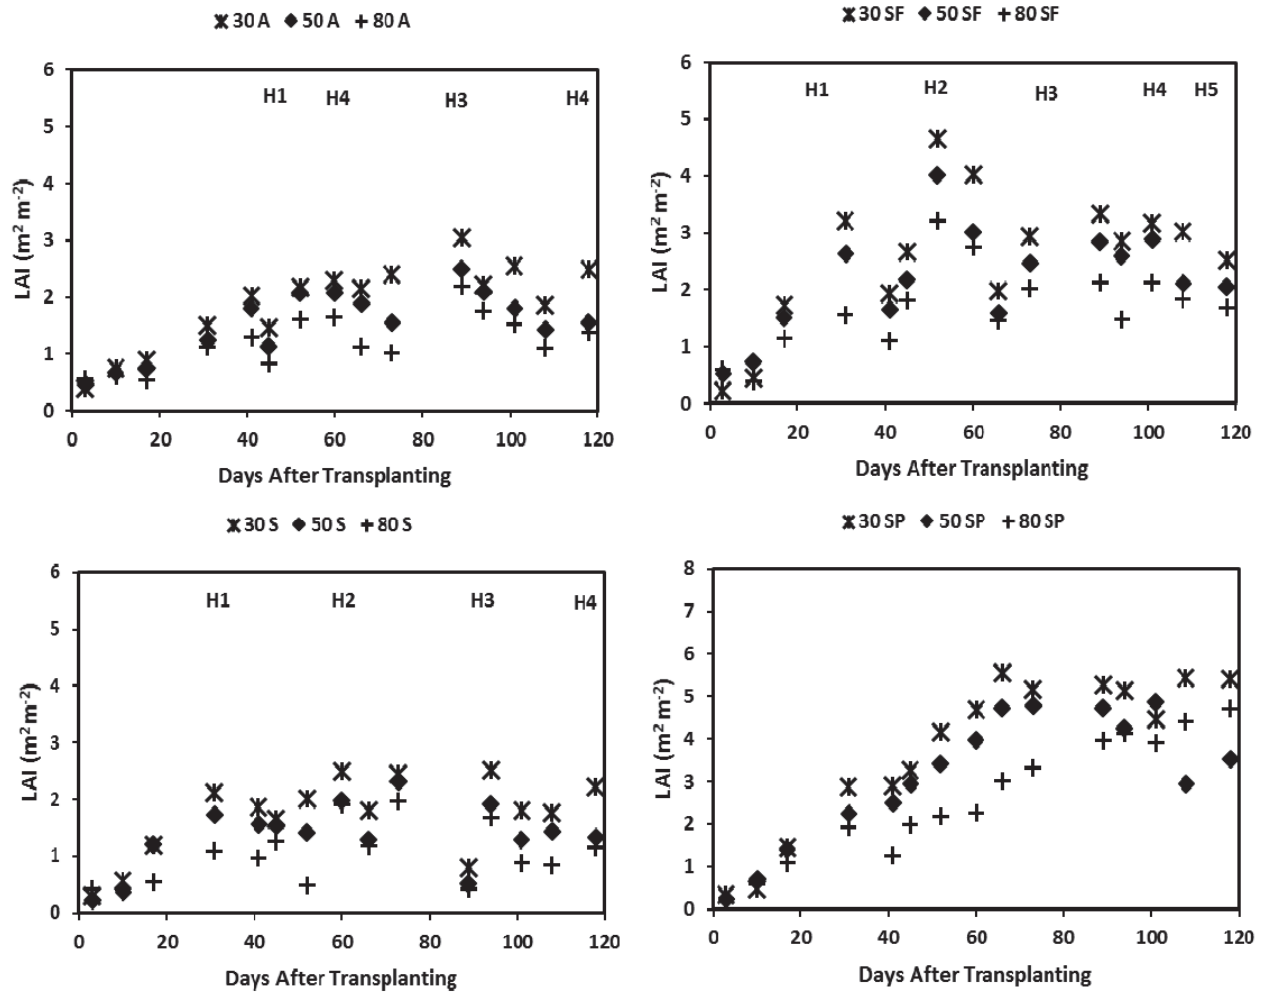 30 A 50 A 80 A
6
5
4
3
2
1
0
H1 H4 H3 H4
LAI (m² m⁻²)
0 20 40 60 80 100 120
Days After Transplanting
30 SF 50 SF 80 SF
6
5
4
3
2
1
0
H1 H2 H3 H4 H5
LAI (m² m⁻²)
0 20 40 60 80 100 120
Days After Transplanting
30 S 50 S 80 S
6
5
4
3
2
1
0
H1 H2 H3 H4
LAI (m² m⁻²)
0 20 40 60 80 100 120
Days After Transplanting
30 SP 50 SP 80 SP
8
7
6
5
4
3
2
1
0
LAI (m² m⁻²)
0 20 40 60 80 100 120
Days After Transplanting